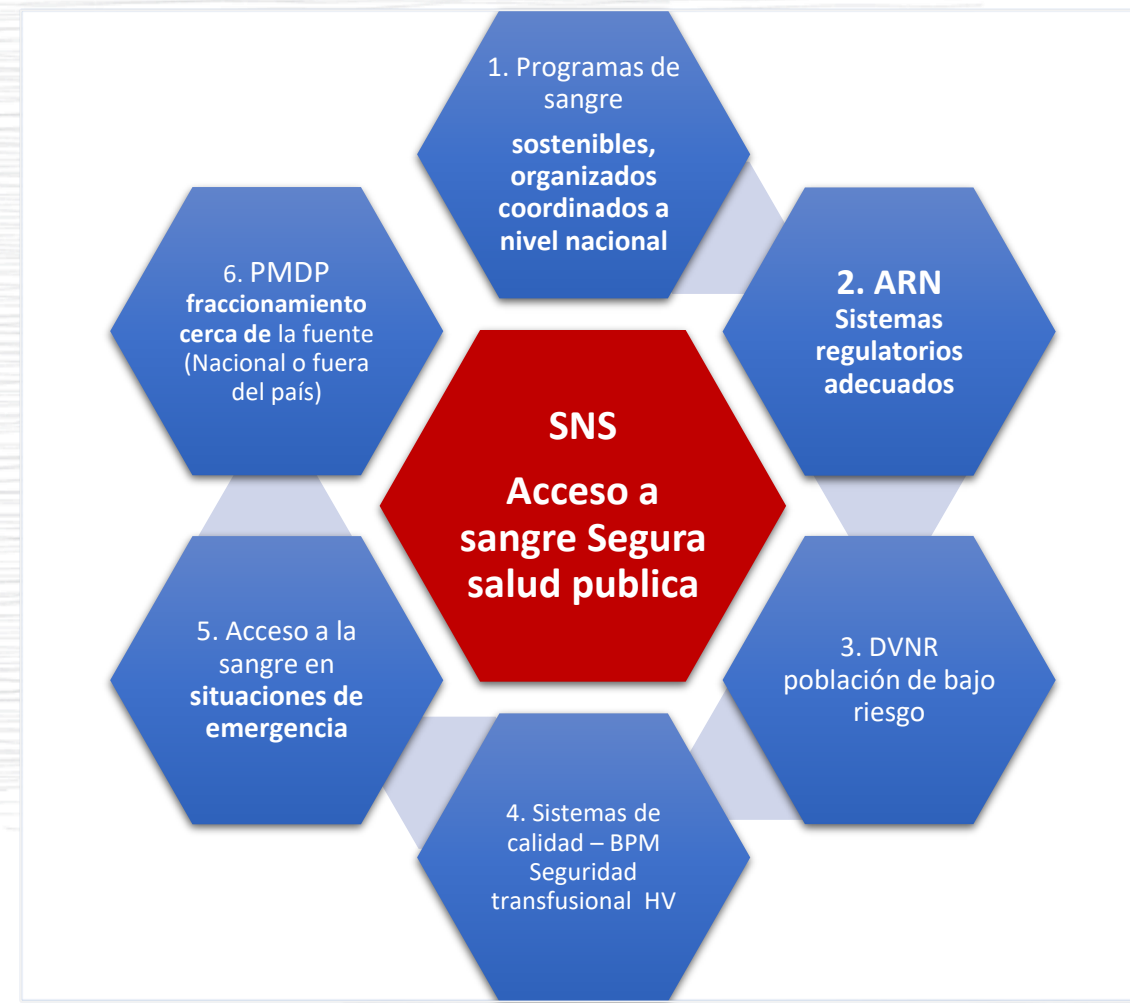 1. Programas de
sangre
sostenibles,
organizados
coordinados a
nivel nacional
2. ARN
Sistemas
regulatorios
adecuados
3. DVNR
población de bajo
riesgo
4. Sistemas de
calidad – BPM
Seguridad
transfusional HV
5. Acceso a la
sangre en
situaciones de
emergencia
6. PMDP
fraccionamiento
cerca de la fuente
(Nacional o fuera
del país)
SNS
Acceso a
sangre Segura
salud publica